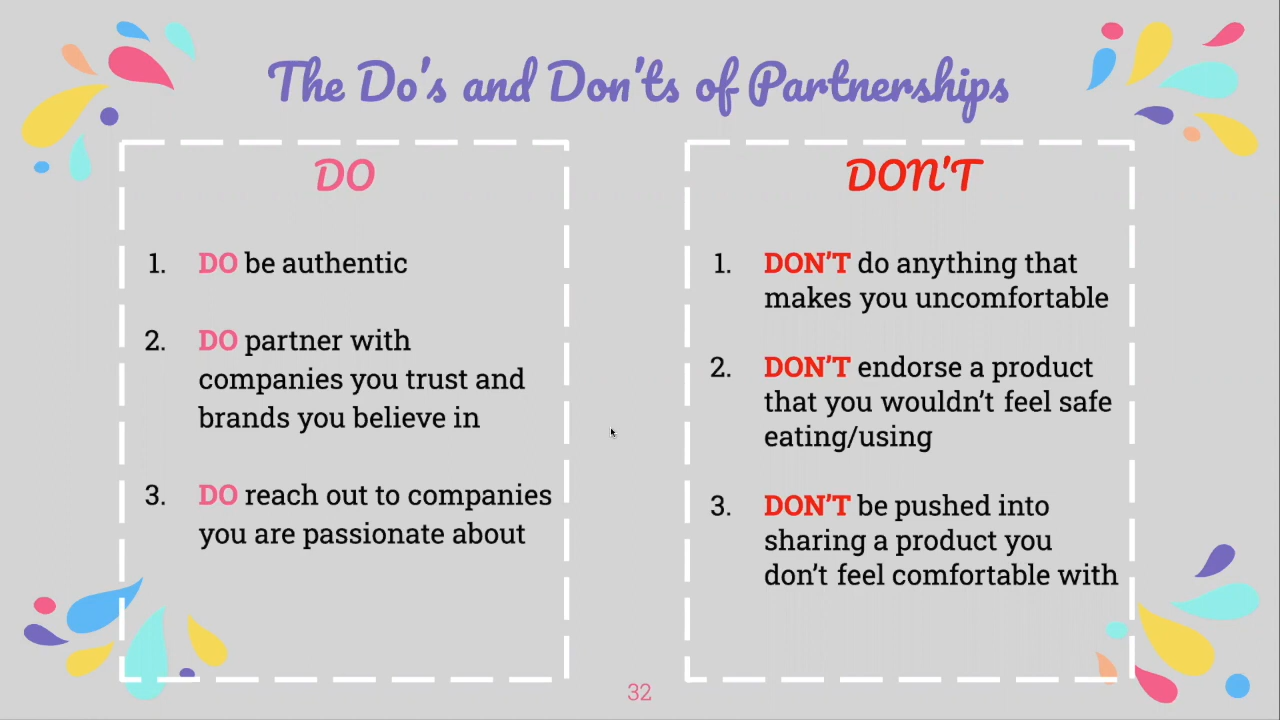 The Do's and Don'ts of Partnerships
DO
1. DO be authentic
2. DO partner with
companies you trust and
brands you believe in
3. DO reach out to companies
you are passionate about
DON'T
1. DON'T do anything that
makes you uncomfortable
2. DON'T endorse a product
that you wouldn't feel safe
eating/using
3. DON'T be pushed into
sharing a product you
don't feel comfortable with
32